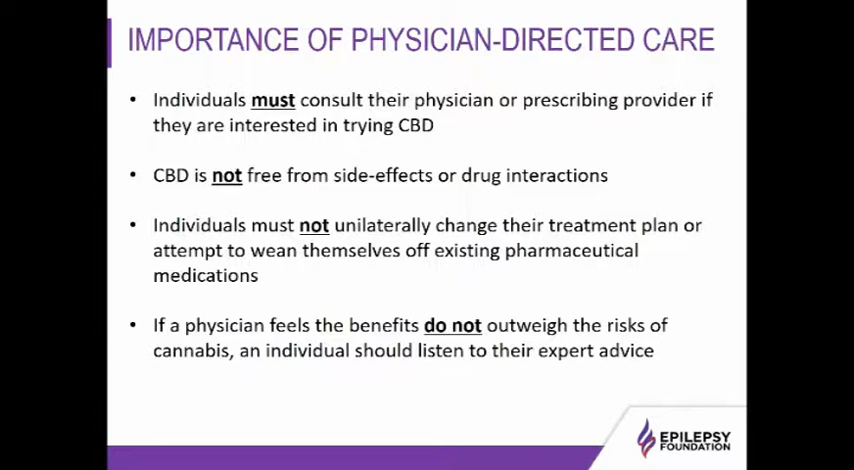 IMPORTANCE OF PHYSICIAN-DIRECTED CARE
• Individuals must consult their physician or prescribing provider if
they are interested in trying CBD
• CBD is not free from side-effects or drug interactions
• Individuals must not unilaterally change their treatment plan or
attempt to wean themselves off existing pharmaceutical
medications
• If a physician feels the benefits do not outweigh the risks of
cannabis, an individual should listen to their expert advice
EPILEPSY
FOUNDATION